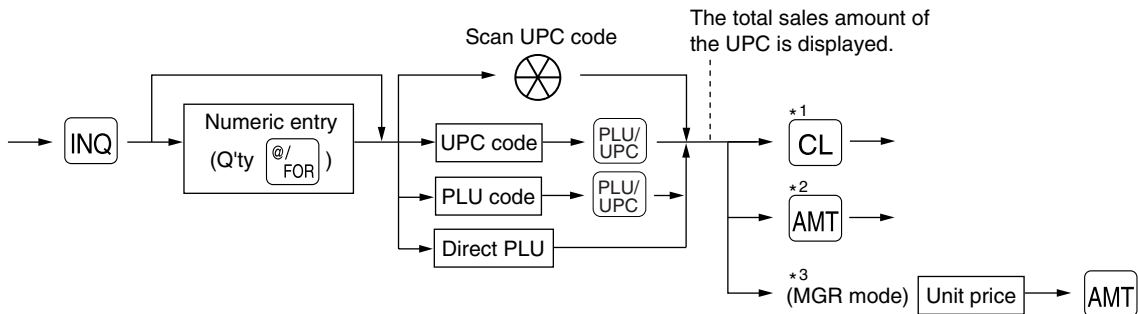 The total sales amount of
the UPC is displayed.
Scan UPC code
INQ
Numeric entry
(Q'ty @/FOR )
UPC code
PLU/
UPC
PLU code
PLU/
UPC
Direct PLU
*1
CL
*2
AMT
*3
(MGR mode) Unit price AMT